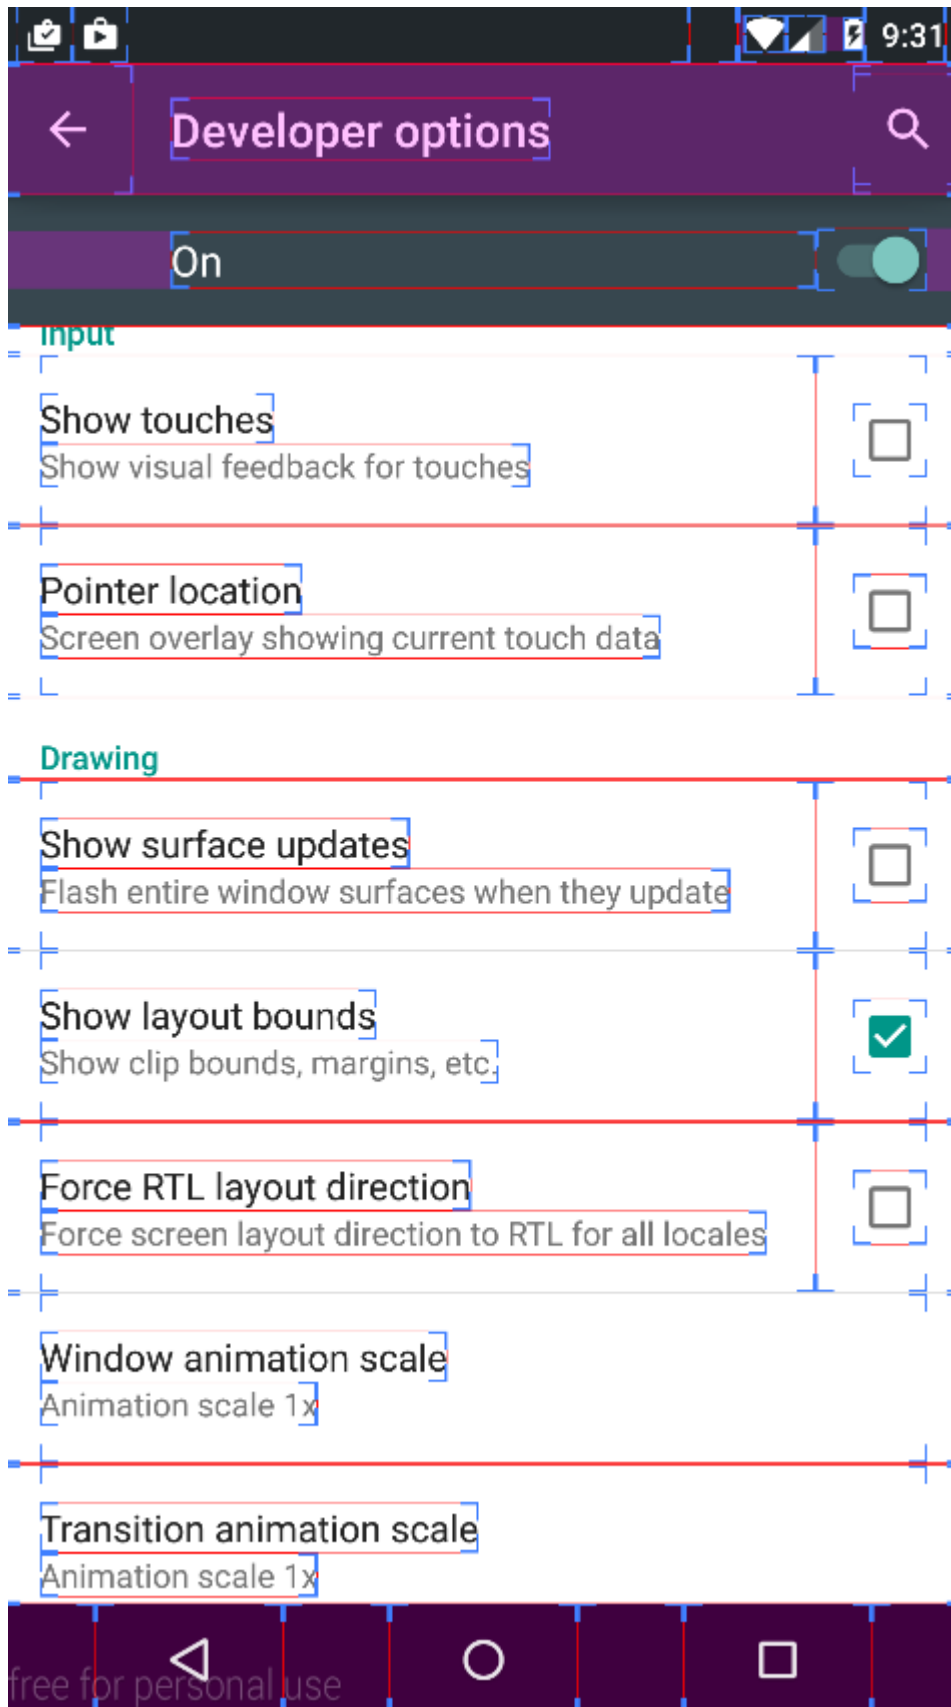 9:31
Developer options
On
Input
Show touches
Show visual feedback for touches
Pointer location
Screen overlay showing current touch data
Drawing
Show surface updates
Flash entire window surfaces when they update
Show layout bounds
Show clip bounds, margins, etc.
Force RTL layout direction
Force screen layout direction to RTL for all locales
Window animation scale
Animation scale 1x
Transition animation scale
Animation scale 1x
free for personal use